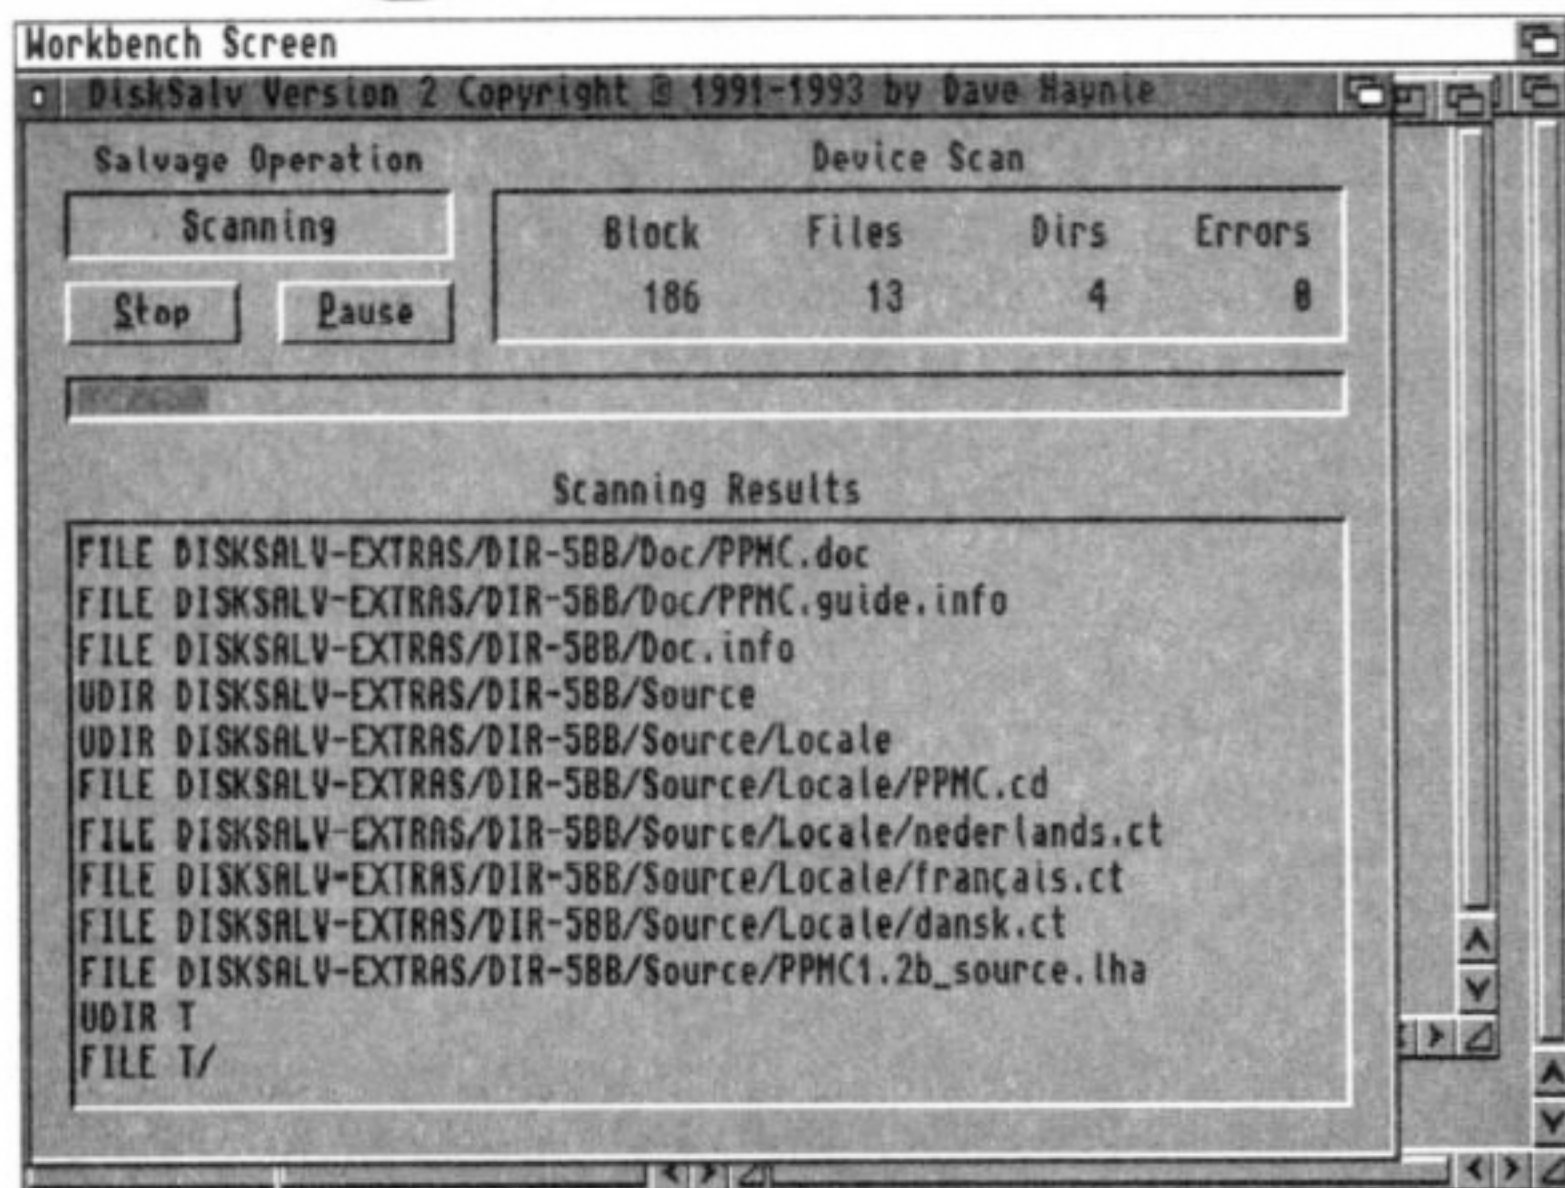 Workbench Screen
DiskSalv Version 2 Copyright © 1991-1993 by Dave Haynie
Salvage Operation
Device Scan
Scanning
Block Files Dirs Errors
186 13 4 0
Stop Pause
Scanning Results
FILE DISKSALV-EXTRAS/DIR-5BB/Doc/PPMC.doc
FILE DISKSALV-EXTRAS/DIR-5BB/Doc/PPMC.guide.info
FILE DISKSALV-EXTRAS/DIR-5BB/Doc.info
UDIR DISKSALV-EXTRAS/DIR-5BB/Source
UDIR DISKSALV-EXTRAS/DIR-5BB/Source/Locale
FILE DISKSALV-EXTRAS/DIR-5BB/Source/Locale/PPMC.cd
FILE DISKSALV-EXTRAS/DIR-5BB/Source/Locale/nederlands.ct
FILE DISKSALV-EXTRAS/DIR-5BB/Source/Locale/français.ct
FILE DISKSALV-EXTRAS/DIR-5BB/Source/Locale/dansk.ct
FILE DISKSALV-EXTRAS/DIR-5BB/Source/PPMC1.2b_source.lha
UDIR T
FILE T/